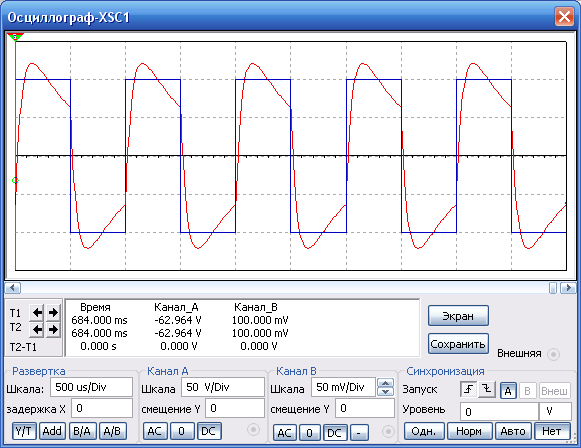 Осциллограф-XSC1
Время Канал_A Канал_B
T1 684.000 ms -62.964 V 100.000 mV
T2 684.000 ms -62.964 V 100.000 mV
T2-T1 0.000 s 0.000 V 0.000 V
Экран
Сохранить
Внешняя
Развертка Канал A Канал B Синхронизация
Шкала: 500 us/Div Шкала 50 V/Div Шкала 50 mV/Div Запуск A B Внеш
задержка X 0 смещение Y 0 смещение Y 0 Уровень 0 V
Y/T Add B/A A/B AC 0 DC AC 0 DC - Одн. Норм Авто Нет